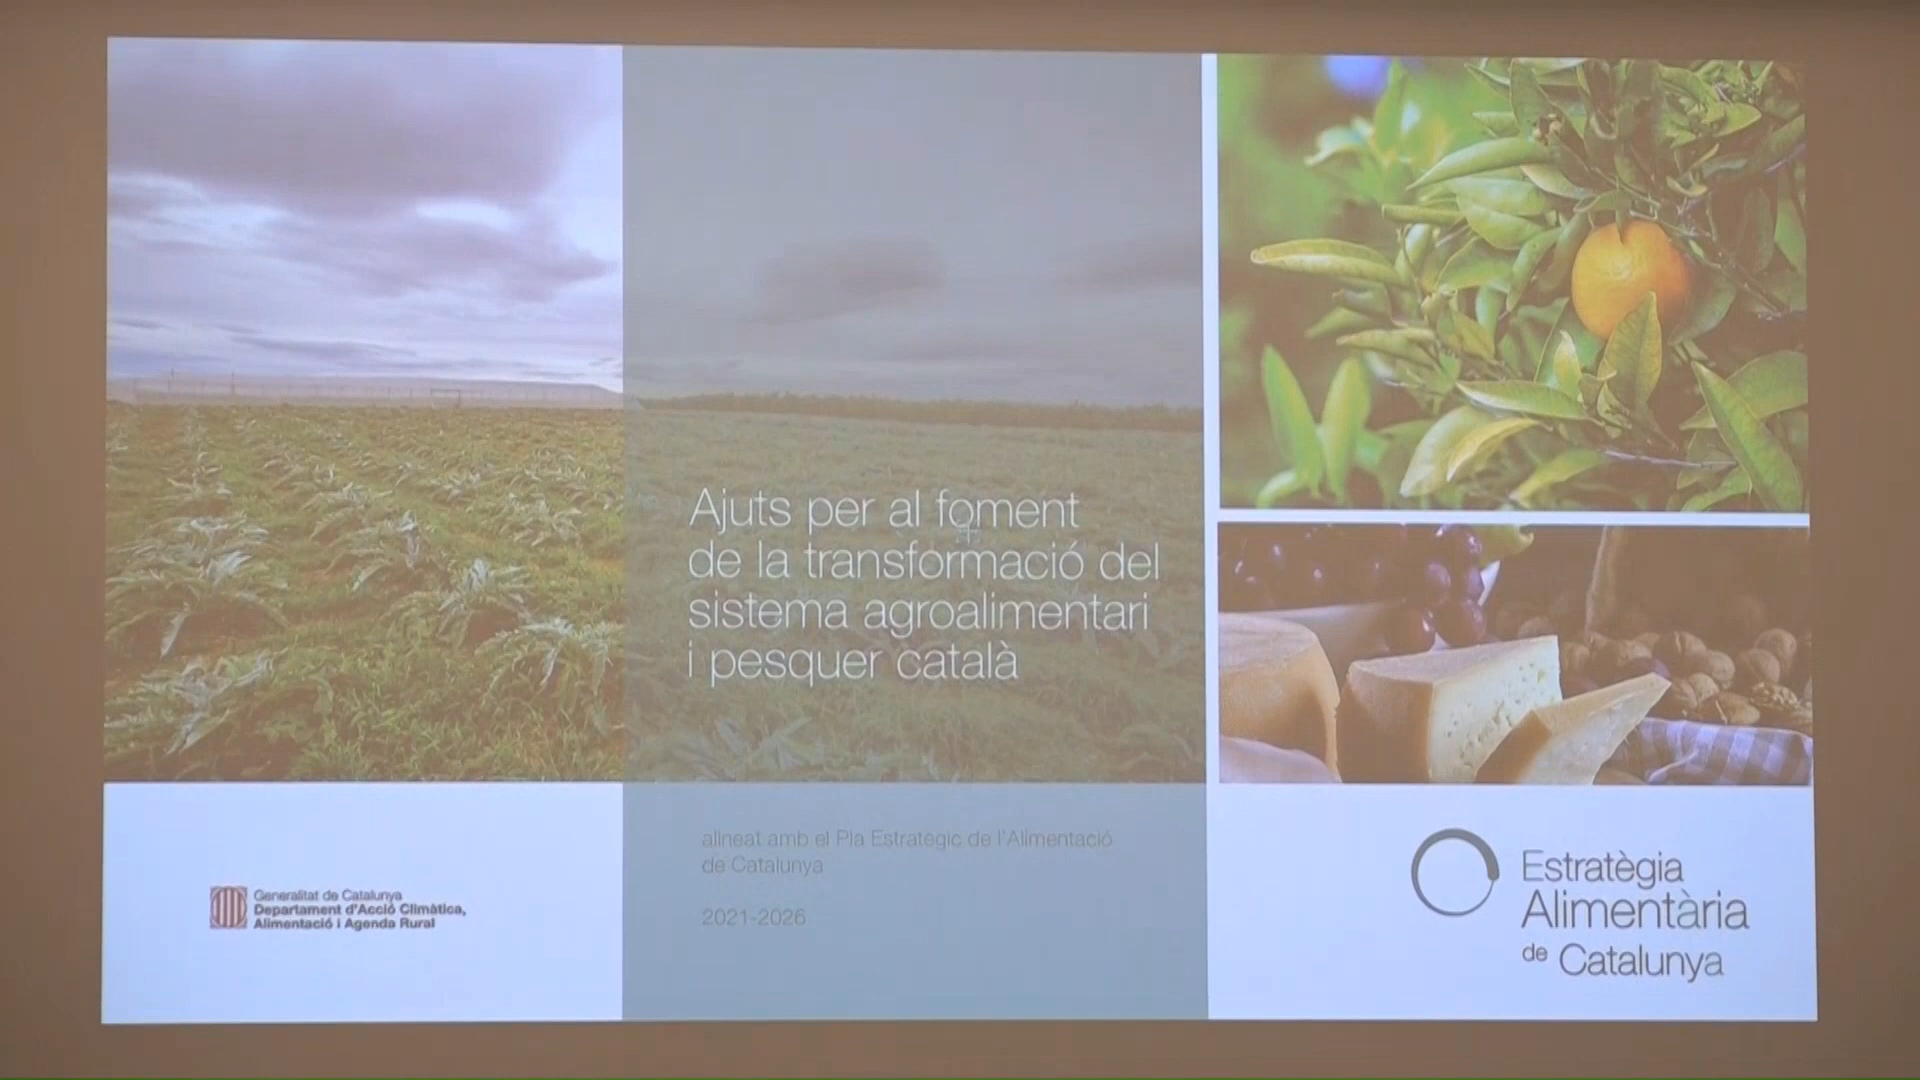 Ajuts per al foment
de la transformació del
sistema agroalimentari
i pesquer català
alineat amb el Pla Estratègic de l'Alimentació
de Catalunya
2021-2026
Generalitat de Catalunya
Departament d'Acció Climàtica,
Alimentació i Agenda Rural
Estratègia
Alimentària
de Catalunya